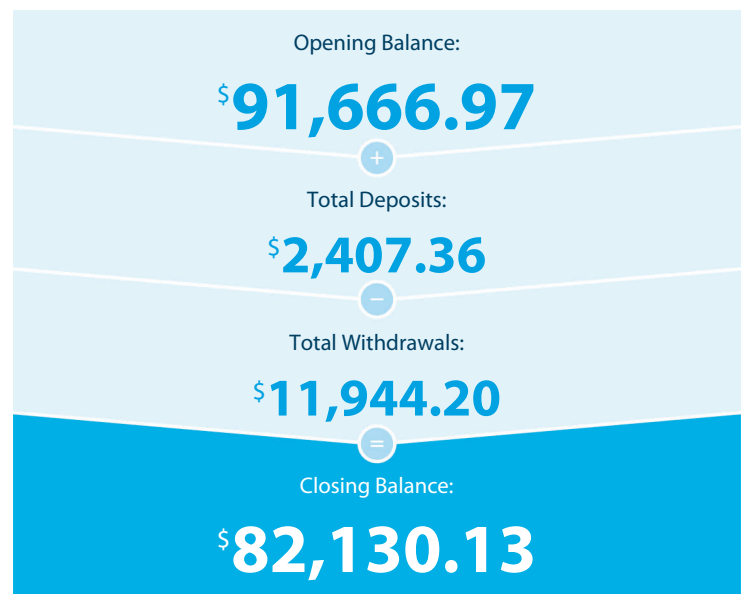 Opening Balance:
$91,666.97
+
Total Deposits:
$2,407.36
−
Total Withdrawals:
$11,944.20
=
Closing Balance:
$82,130.13